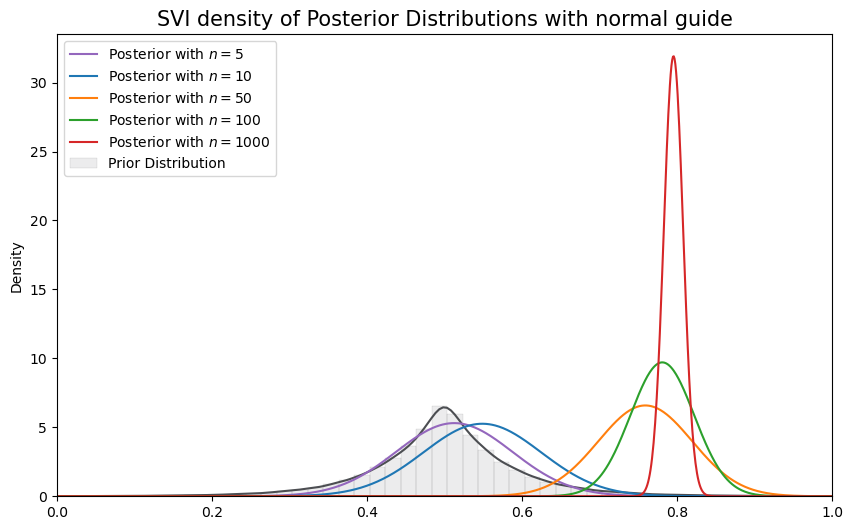 SVI density of Posterior Distributions with normal guide
Posterior with n = 5
Posterior with n = 10
Posterior with n = 50
Posterior with n = 100
Posterior with n = 1000
Prior Distribution
Density
30
25
20
15
10
5
0
0.0 0.2 0.4 0.6 0.8 1.0